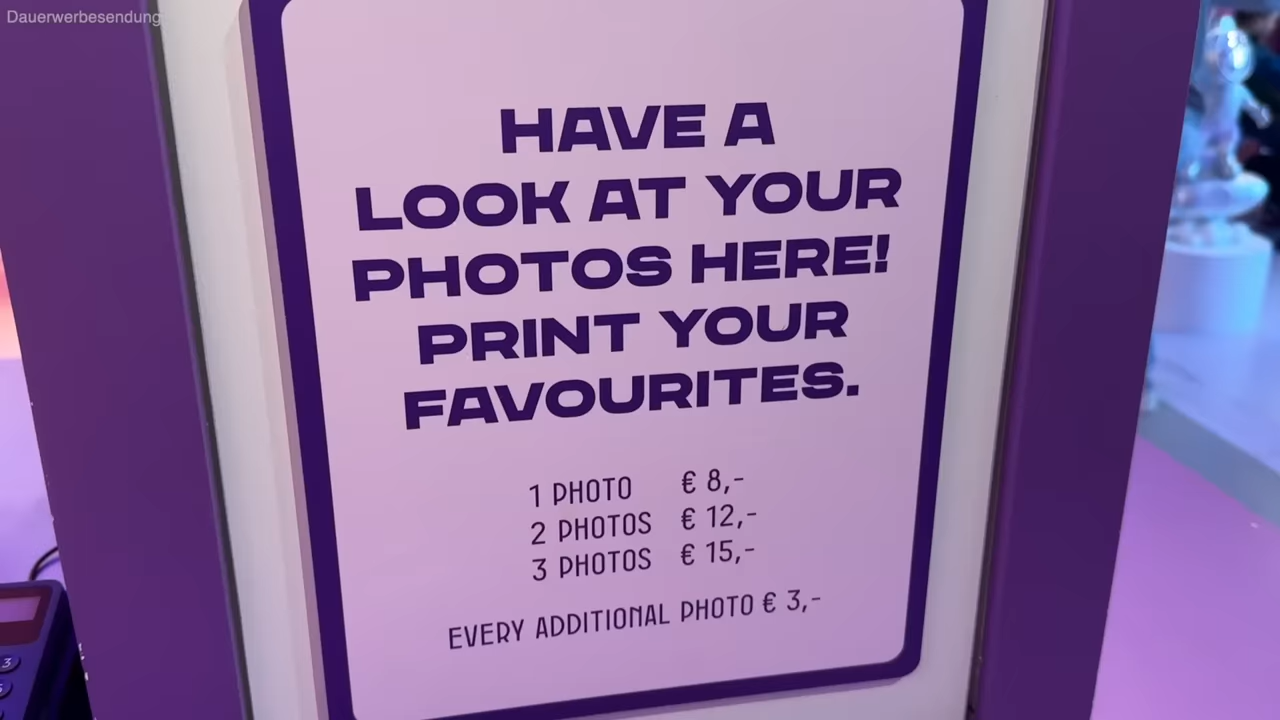 Dauerwerbesendung
HAVE A
LOOK AT YOUR
PHOTOS HERE!
PRINT YOUR
FAVOURITES.
1 PHOTO € 8,-
2 PHOTOS € 12,-
3 PHOTOS € 15,-
EVERY ADDITIONAL PHOTO € 3,-
3